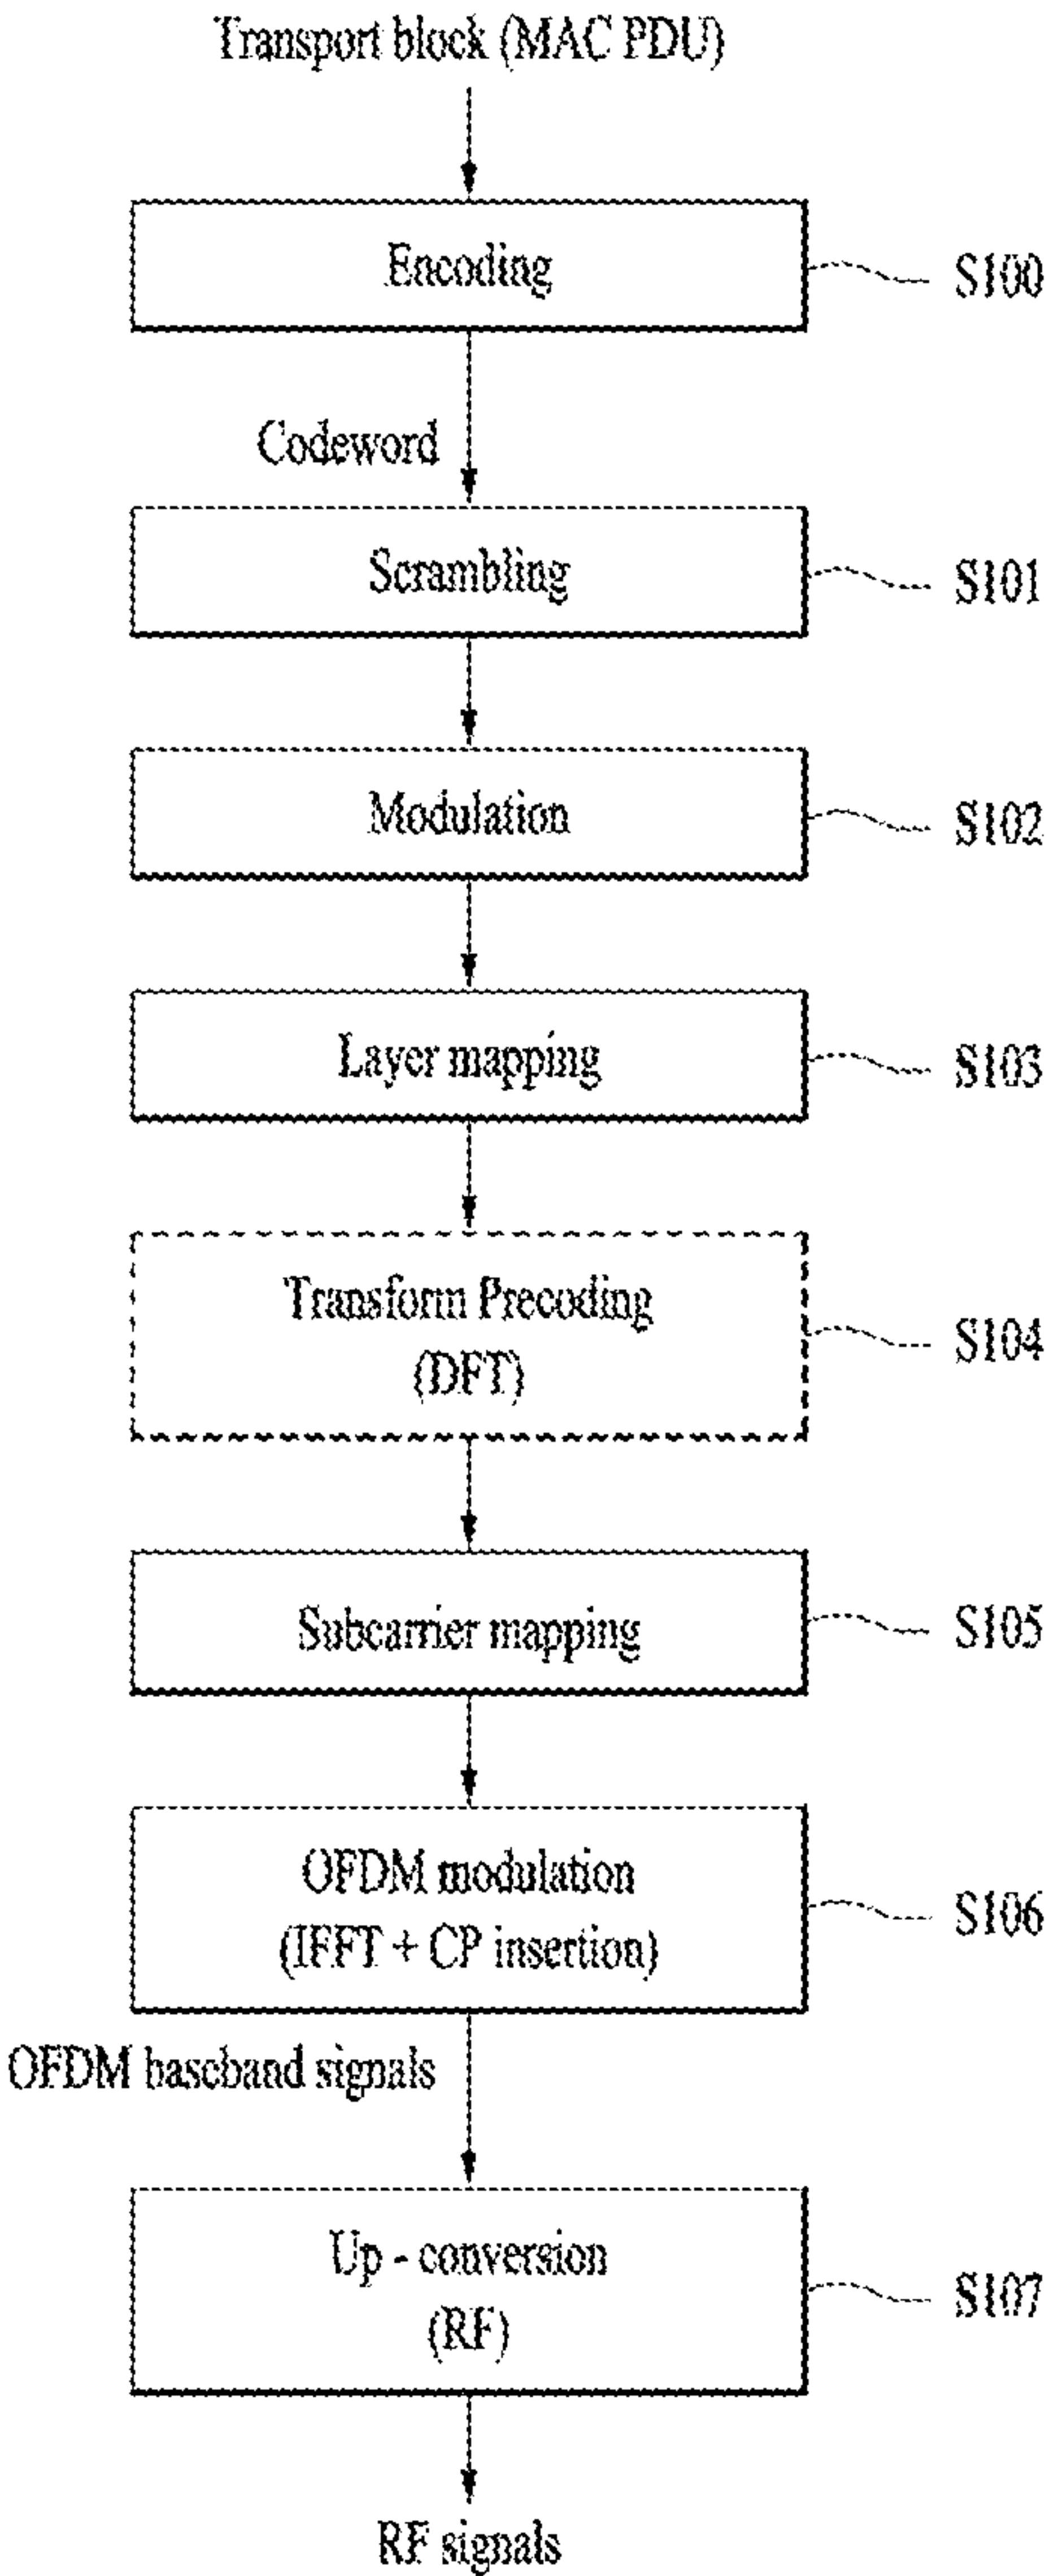 Transport block (MAC PDU)
Encoding
S100
Codeword
Scrambling
S101
Modulation
S102
Layer mapping
S103
Transform Precoding
(DFT)
S104
Subcarrier mapping
S105
OFDM modulation
(IFFT + CP insertion)
S106
OFDM baseband signals
Up - conversion
(RF)
S107
RF signals